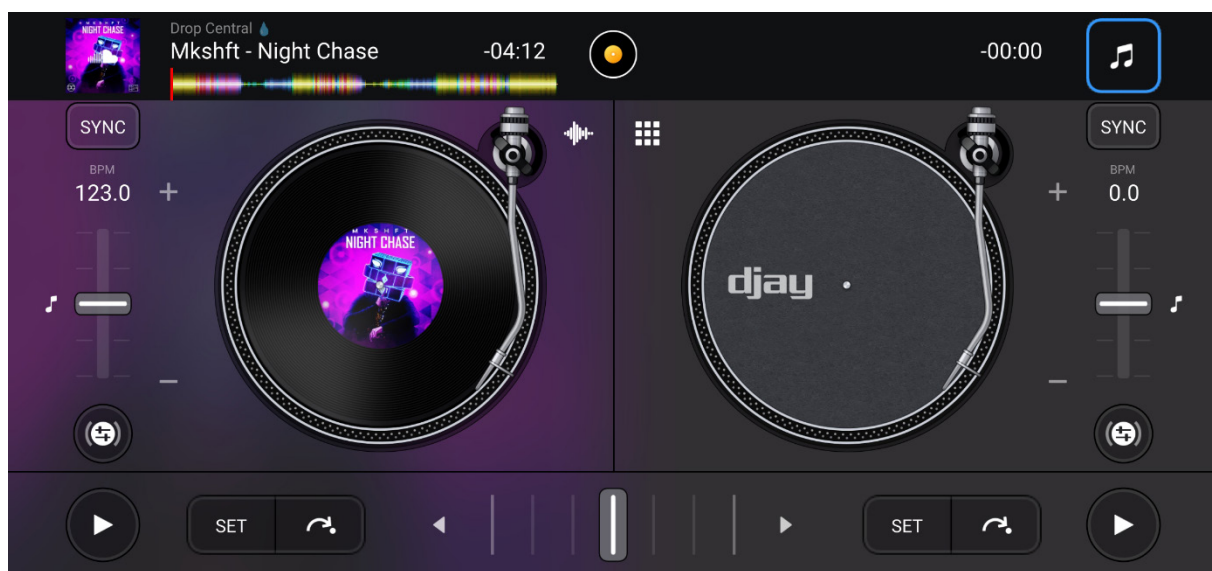 MKSHFT
NIGHT CHASE
Drop Central
Mkshft - Night Chase
-04:12
-00:00
SYNC
BPM
123.0
+
−
MKSHFT
NIGHT CHASE
djay
SYNC
BPM
0.0
+
−
SET
SET